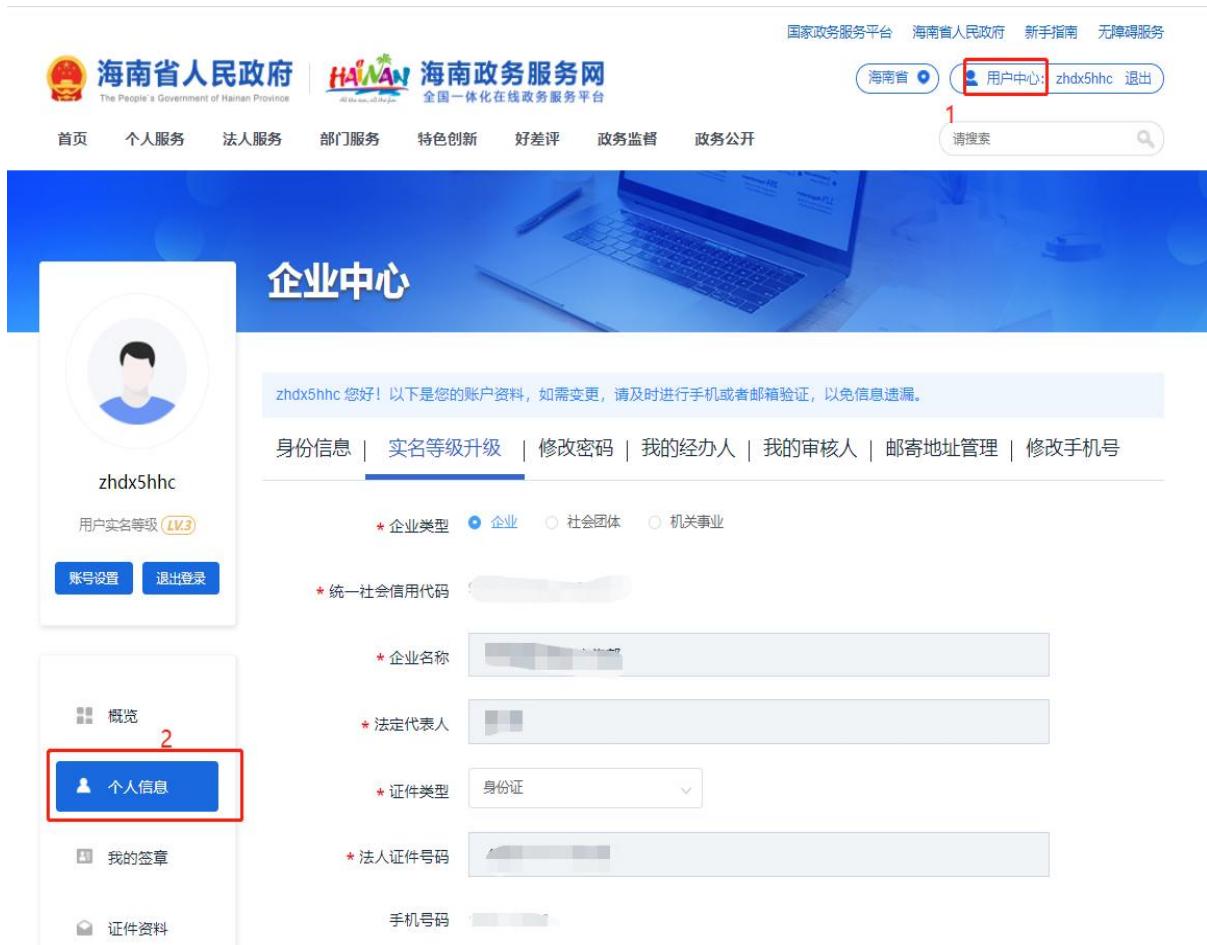 国家政务服务平台 海南省人民政府 新手指南 无障碍服务
海南省人民政府
The People's Government of Hainan Province
HAINAN
海南政务服务网
全国一体化在线政务服务平台
海南省
用户中心: zhdx5hhc 退出
1
首页 个人服务 法人服务 部门服务 特色创新 好差评 政务监督 政务公开
请搜索
企业中心
zhdx5hhc 您好!以下是您的账户资料,如需变更,请及时进行手机或者邮箱验证,以免信息遗漏。
身份信息 | 实名等级升级 | 修改密码 | 我的经办人 | 我的审核人 | 邮寄地址管理 | 修改手机号
zhdx5hhc
用户实名等级 LV.3
账号设置 退出登录
* 企业类型 企业 社会团体 机关事业
* 统一社会信用代码
* 企业名称
* 法定代表人
* 证件类型 身份证
* 法人证件号码
手机号码
概览
2
个人信息
我的签章
证件资料